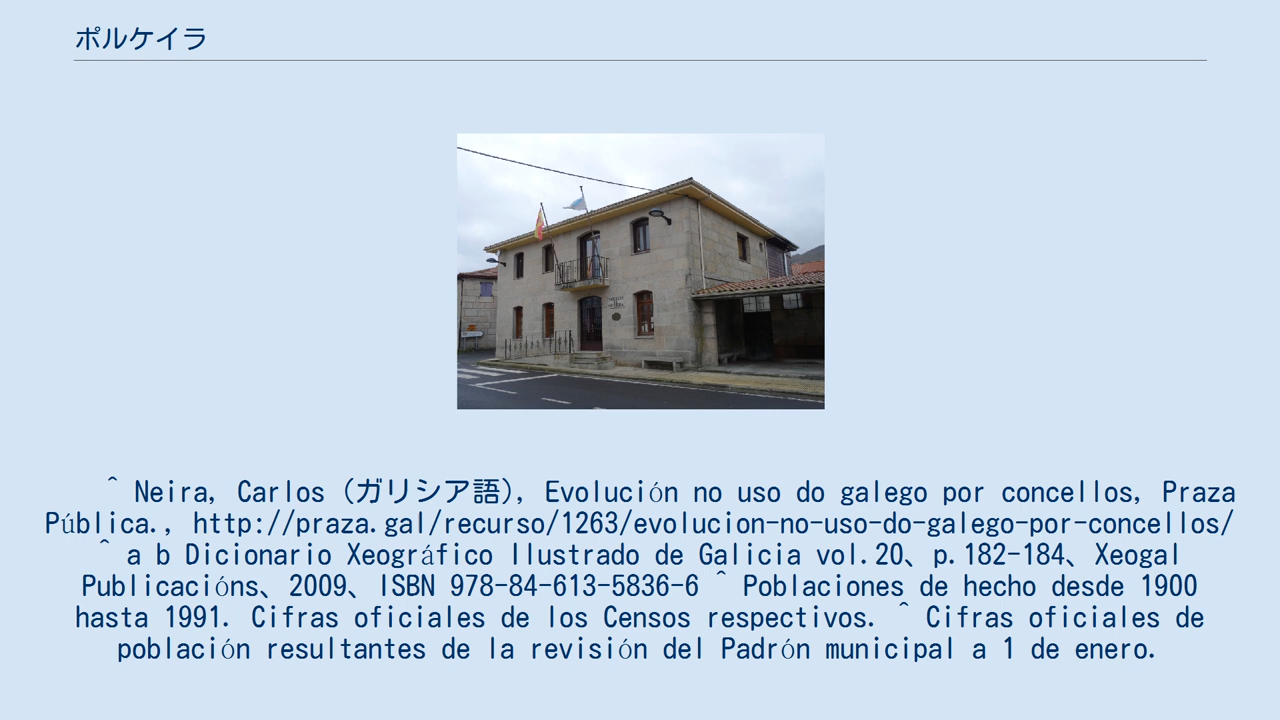 ポルケイラ
^ Neira, Carlos (ガリシア語), Evolución no uso do galego por concellos, Praza
Pública., http://praza.gal/recurso/1263/evolucion-no-uso-do-galego-por-concellos/
^ a b Dicionario Xeográfico Ilustrado de Galicia vol.20、p.182-184、Xeogal
Publicacións、2009、ISBN 978-84-613-5836-6 ^ Poblaciones de hecho desde 1900
hasta 1991. Cifras oficiales de los Censos respectivos. ^ Cifras oficiales de
población resultantes de la revisión del Padrón municipal a 1 de enero.